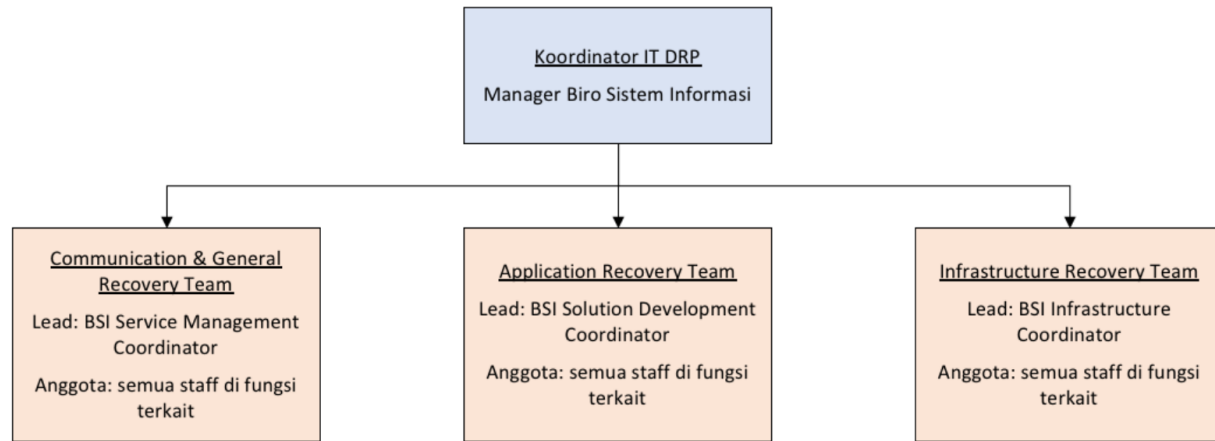 Koordinator IT DRP
Manager Biro Sistem Informasi
Communication & General
Recovery Team
Lead: BSI Service Management
Coordinator
Anggota: semua staff di fungsi
terkait
Application Recovery Team
Lead: BSI Solution Development
Coordinator
Anggota: semua staff di fungsi
terkait
Infrastructure Recovery Team
Lead: BSI Infrastructure
Coordinator
Anggota: semua staff di fungsi
terkait